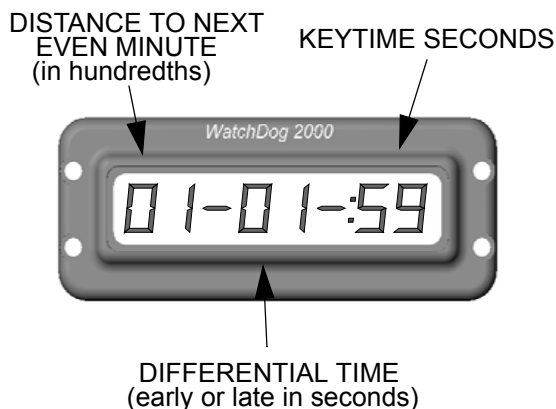 DISTANCE TO NEXT
EVEN MINUTE
(in hundredths)
KEYTIME SECONDS
WatchDog 2000
01-01-:59
DIFFERENTIAL TIME
(early or late in seconds)